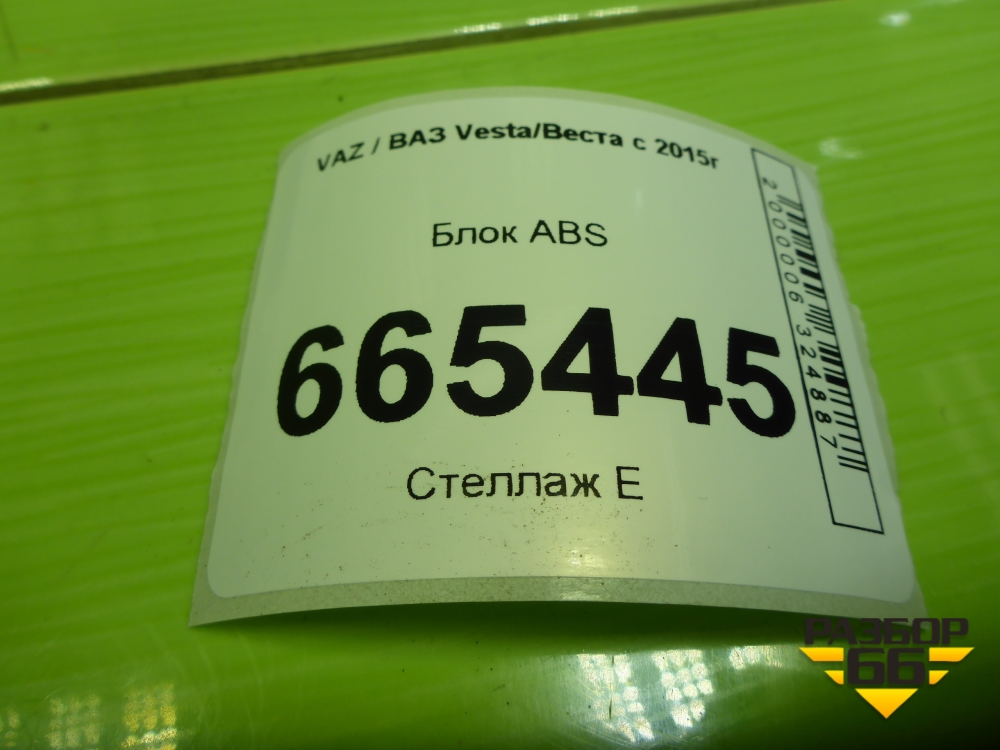 VAZ / ВАЗ Vesta/Веста с 2015г
Блок ABS
665445
Стеллаж E
2000006324887
РАЗБОР
66